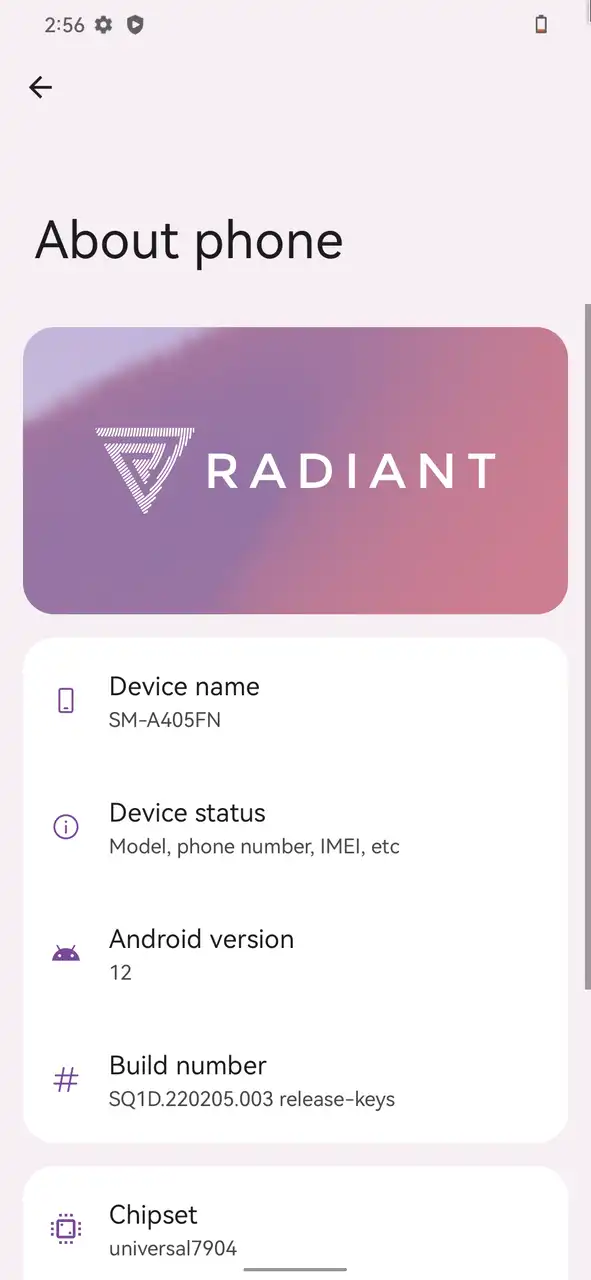 2:56
About phone
RADIANT
Device name
SM-A405FN
Device status
Model, phone number, IMEI, etc
Android version
12
Build number
SQ1D.220205.003 release-keys
Chipset
universal7904